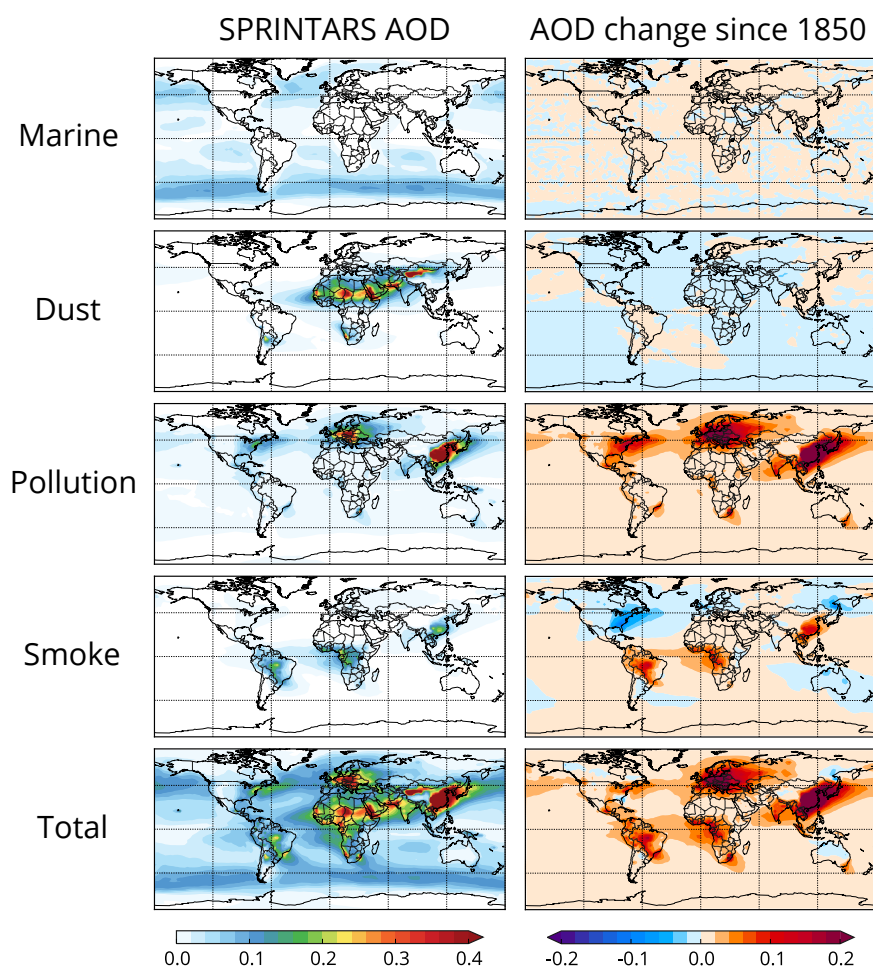 SPRINTARS AOD
AOD change since 1850
Marine
Dust
Pollution
Smoke
Total
0.0 0.1 0.2 0.3 0.4
-0.2 -0.1 0.0 0.1 0.2